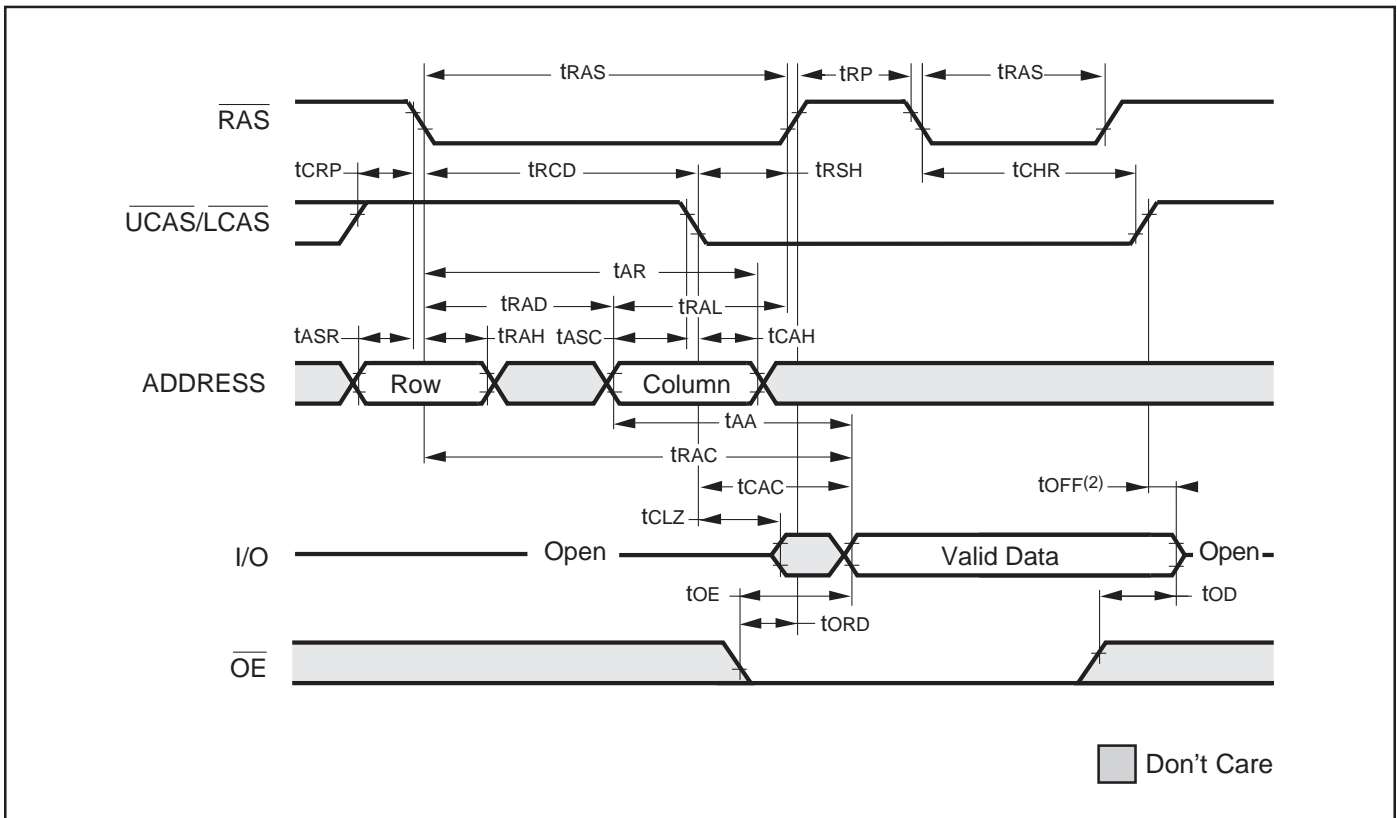 tRAS tRP tRAS
RAS
tCRP tRCD tRSH tCHR
UCAS/LCAS
tAR
tRAD tRAL
tASR tRAH tASC tCAH
ADDRESS Row Column
tAA
tRAC
tCAC tOFF(2)
tCLZ
I/O Open Valid Data Open
tOE tOD
tORD
OE
Don't Care